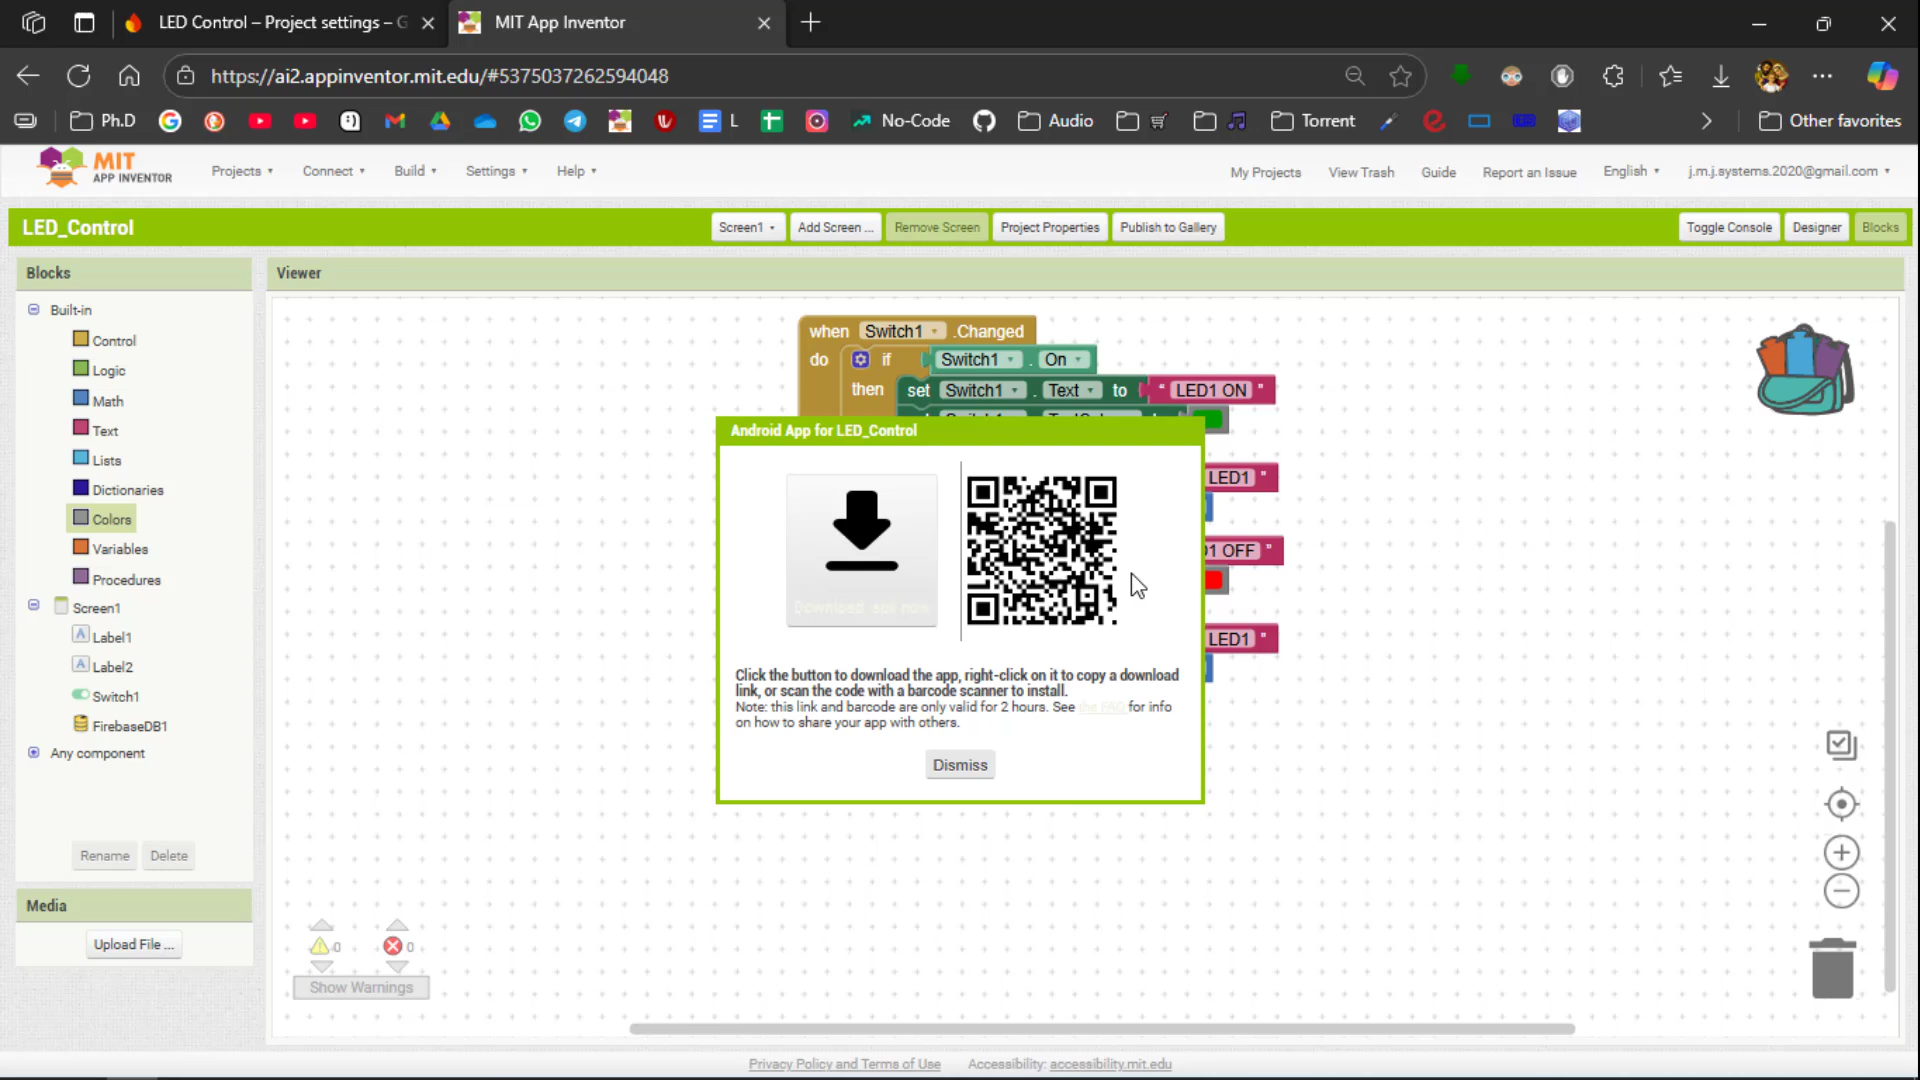 LED Control – Project settings – G
MIT App Inventor
https://ai2.appinventor.mit.edu/#5375037262594048
Ph.D
L
No-Code
Audio
Torrent
Other favorites
MIT
APP INVENTOR
Projects
Connect
Build
Settings
Help
My Projects
View Trash
Guide
Report an Issue
English
j.m.j.systems.2020@gmail.com
LED_Control
Screen1
Add Screen ...
Remove Screen
Project Properties
Publish to Gallery
Toggle Console
Designer
Blocks
Blocks
Viewer
Built-in
Control
Logic
Math
Text
Lists
Dictionaries
Colors
Variables
Procedures
Screen1
Label1
Label2
Switch1
FirebaseDB1
Any component
Rename
Delete
Media
Upload File ...
when Switch1 .Changed
do if Switch1 . On
then set Switch1 . Text to " LED1 ON "
LED1 "
1 OFF "
LED1 "
Android App for LED_Control
Download .apk now
Click the button to download the app, right-click on it to copy a download
link, or scan the code with a barcode scanner to install.
Note: this link and barcode are only valid for 2 hours. See the FAQ for info
on how to share your app with others.
Dismiss
0
0
Show Warnings
Privacy Policy and Terms of Use
Accessibility: accessibility.mit.edu